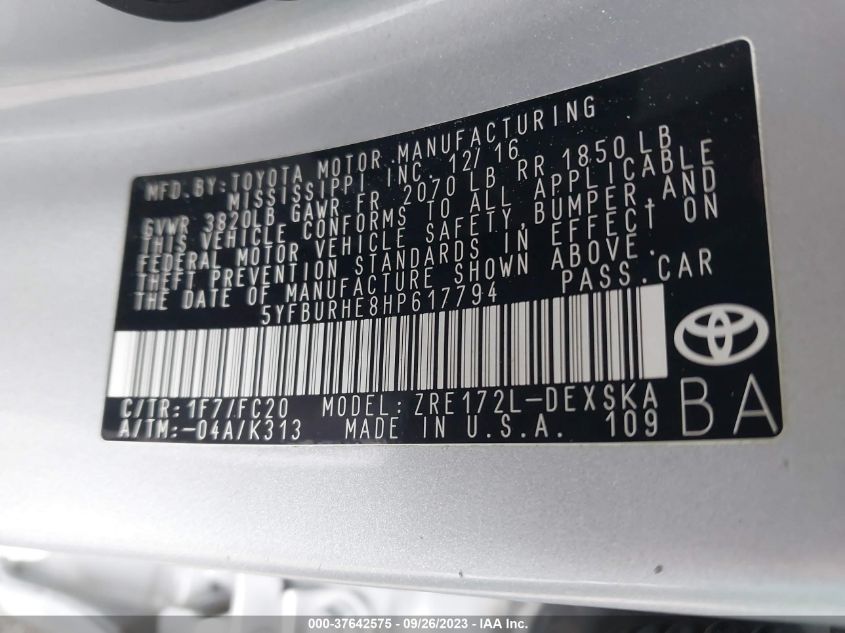 MFD. BY: TOYOTA MOTOR MANUFACTURING
MISSISSIPPI INC. 12/16
GVWR 3820LB GAWR FR 2070 LB RR 1850 LB
THIS VEHICLE CONFORMS TO ALL APPLICABLE
FEDERAL MOTOR VEHICLE SAFETY, BUMPER, AND
THEFT PREVENTION STANDARDS IN EFFECT ON
THE DATE OF MANUFACTURE SHOWN ABOVE.
5YFBURHE8HP617794 PASS. CAR
C/TR: 1F7/FC20 MODEL: ZRE172L-DEXSKA
A/TM: -04A/K313 MADE IN U.S.A. 109
BA
000-37642575 - 09/26/2023 - IAA Inc.